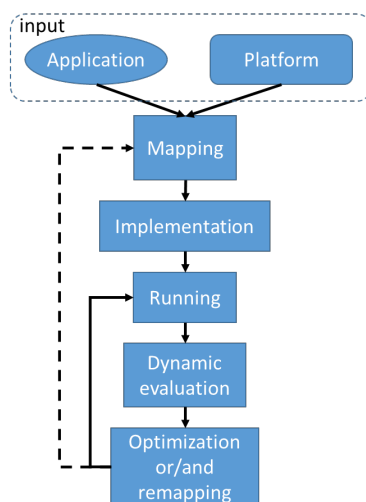 input
Application
Platform
Mapping
Implementation
Running
Dynamic
evaluation
Optimization
or/and
remapping